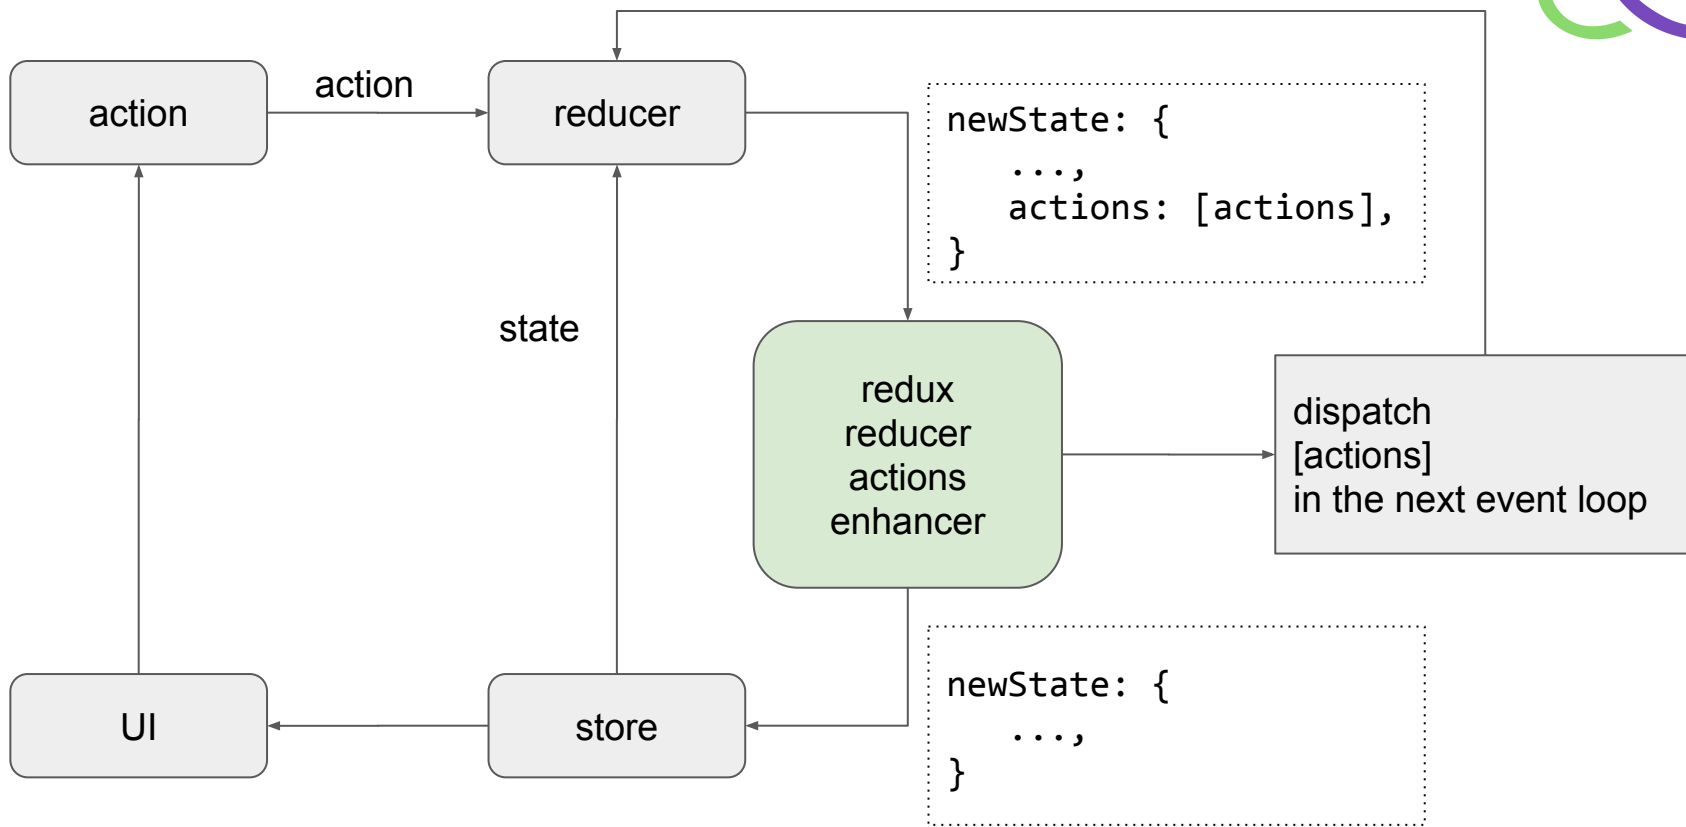 action
action
reducer
newState: {
...,
actions: [actions],
}
state
redux
reducer
actions
enhancer
dispatch
[actions]
in the next event loop
UI
store
newState: {
...,
}